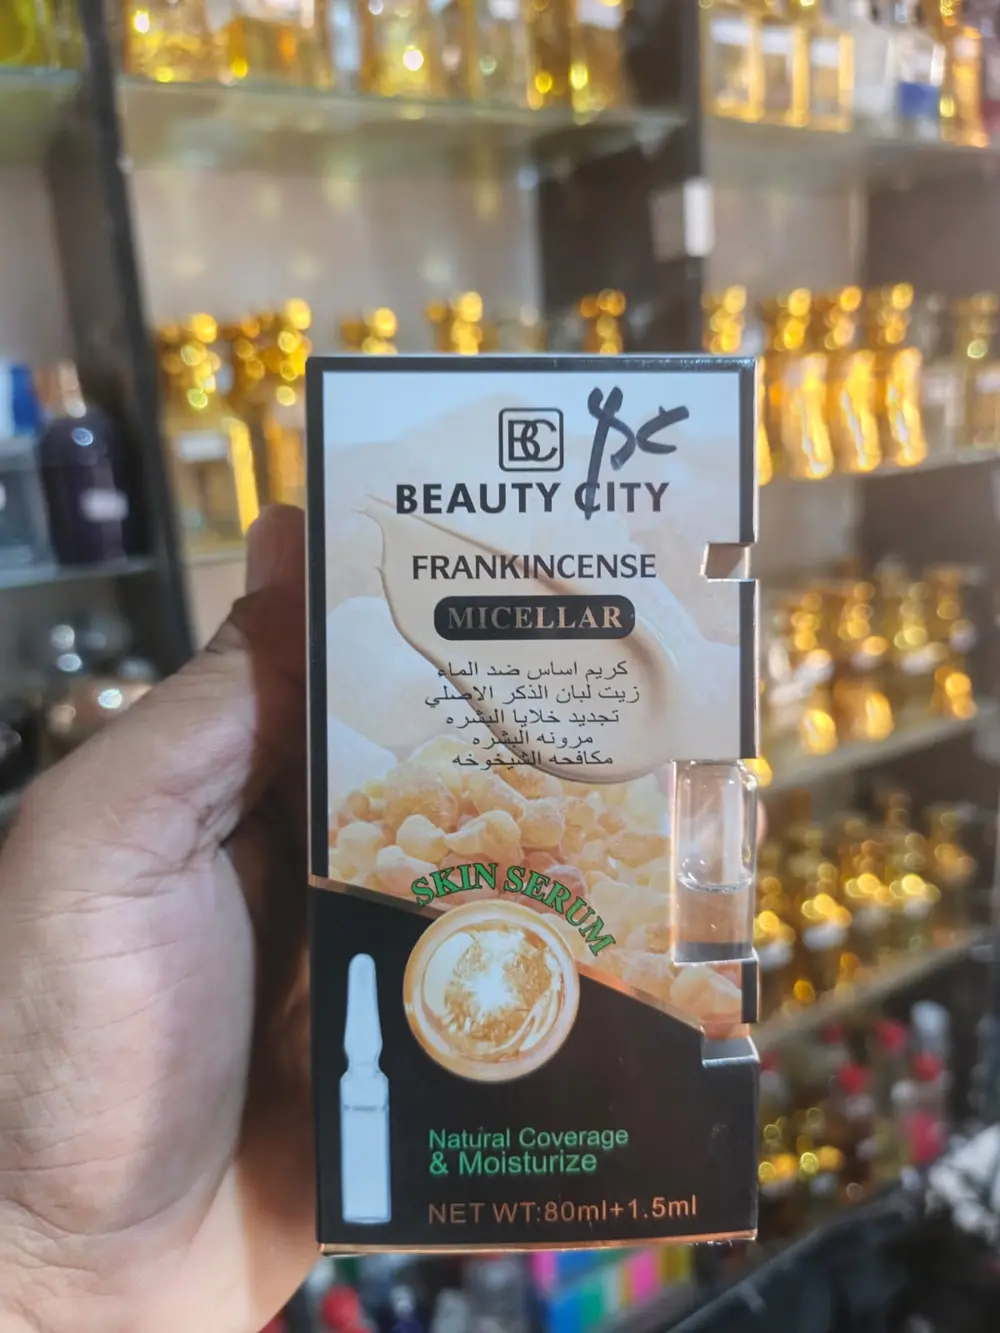 BC
BEAUTY CITY
FRANKINCENSE
MICELLAR
كريم اساس ضد الماء
زيت لبان الذكر الاصلي
تجديد خلايا البشره
مرونه البشره
مكافحه الشيخوخه
SKIN SERUM
Natural Coverage
& Moisturize
NET WT:80ml+1.5ml